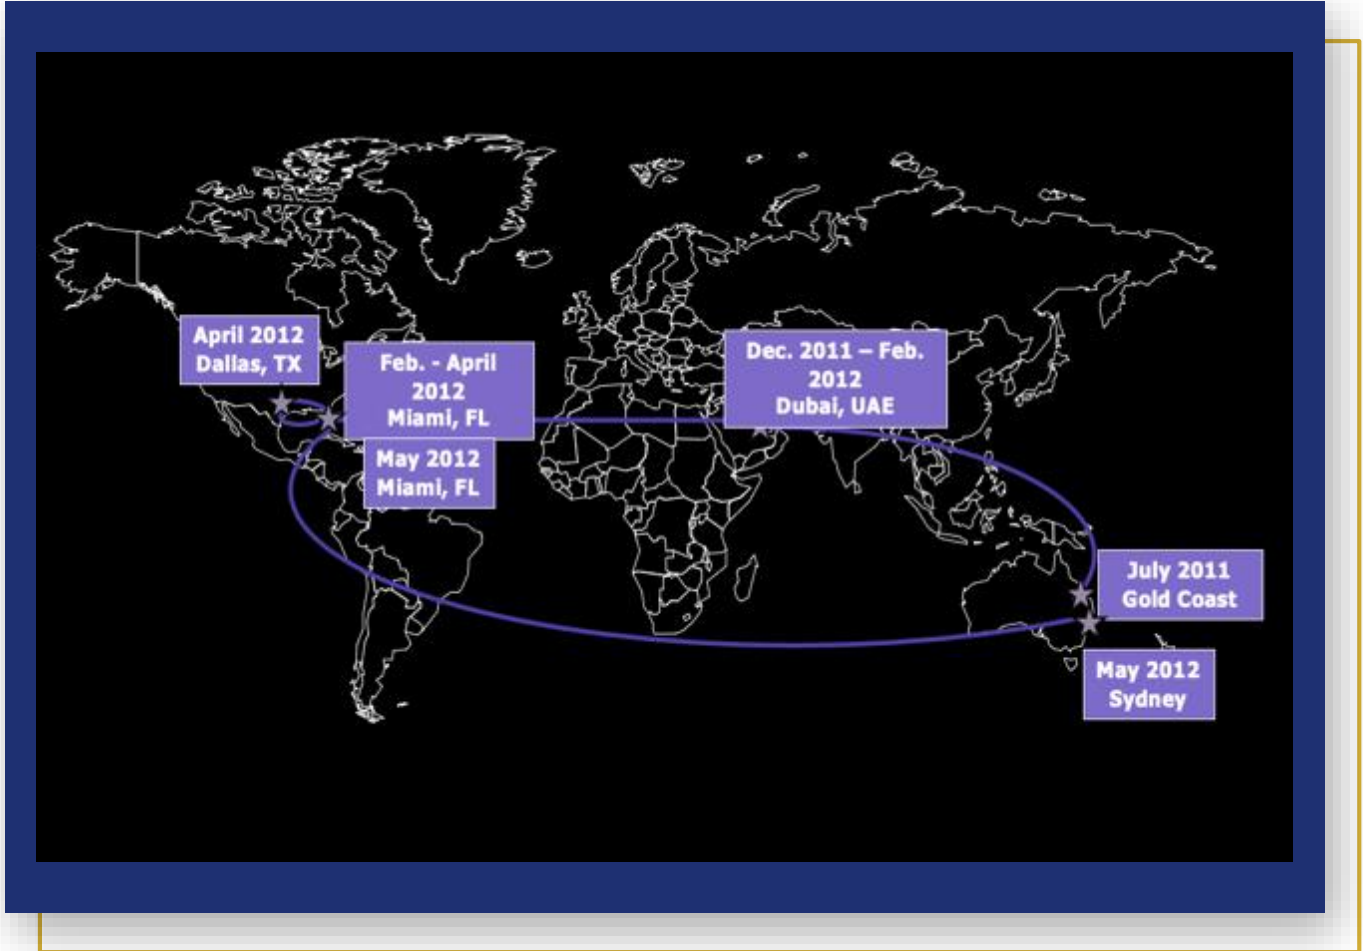 April 2012
Dallas, TX
Feb. - April
2012
Miami, FL
May 2012
Miami, FL
Dec. 2011 – Feb.
2012
Dubai, UAE
July 2011
Gold Coast
May 2012
Sydney